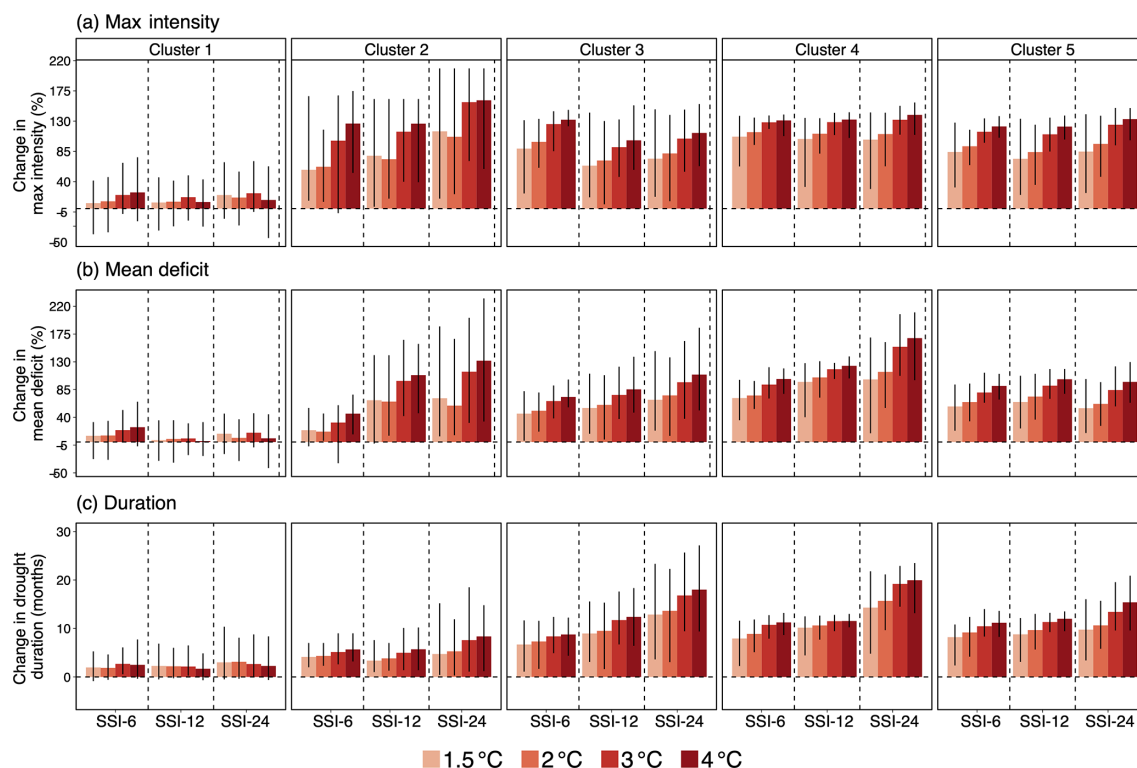 (a) Max intensity
Cluster 1 Cluster 2 Cluster 3 Cluster 4 Cluster 5
Change in
max intensity (%)
220
175
130
85
40
-5
-50
(b) Mean deficit
Change in
mean deficit (%)
220
175
130
85
40
-5
-60
(c) Duration
Change in drought
duration (months)
30
20
10
0
SSI-6 SSI-12 SSI-24 SSI-6 SSI-12 SSI-24 SSI-6 SSI-12 SSI-24 SSI-6 SSI-12 SSI-24 SSI-6 SSI-12 SSI-24
1.5 °C 2 °C 3 °C 4 °C